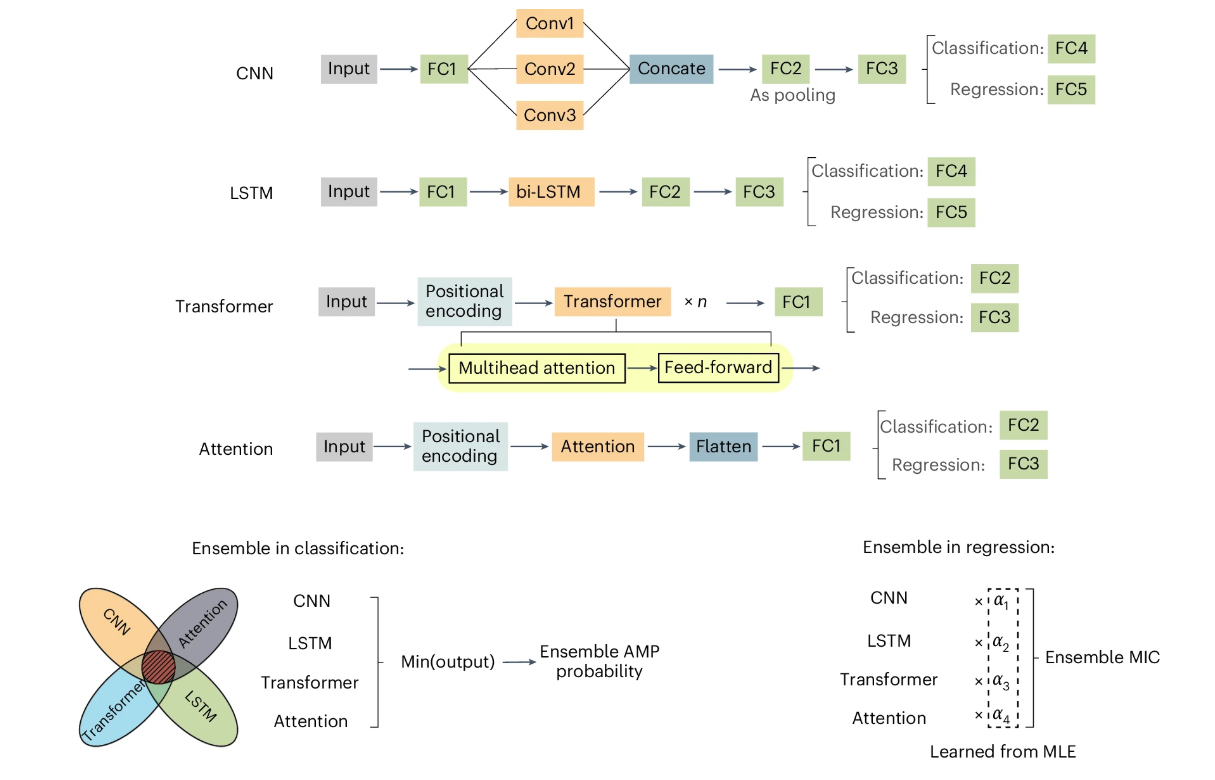 CNN
Input
FC1
Conv1
Conv2
Conv3
Concate
FC2
As pooling
FC3
Classification: FC4
Regression: FC5
LSTM
Input
FC1
bi-LSTM
FC2
FC3
Classification: FC4
Regression: FC5
Transformer
Input
Positional
encoding
Transformer
× n
FC1
Classification: FC2
Regression: FC3
Multihead attention
Feed-forward
Attention
Input
Positional
encoding
Attention
Flatten
FC1
Classification: FC2
Regression: FC3
Ensemble in classification:
CNN
Attention
Transformer
LSTM
CNN
LSTM
Transformer
Attention
Min(output)
Ensemble AMP
probability
Ensemble in regression:
CNN × α1
LSTM × α2
Transformer × α3
Attention × α4
Ensemble MIC
Learned from MLE